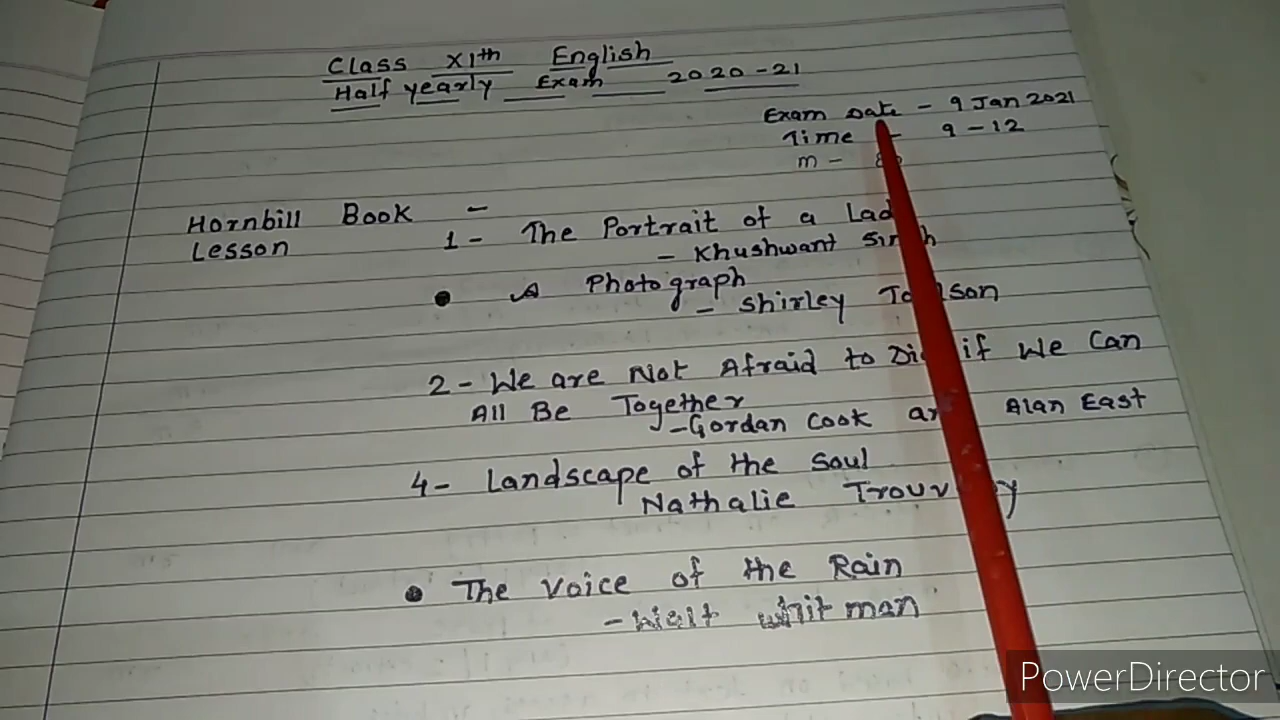 Class XIth English
Half yearly Exam 2020-21
Exam Date - 9 Jan 2021
Time - 9-12
m -
Hornbill Book -
Lesson 1- The Portrait of a
- Khushwant
• A Photograph
- Shirley
2- We are Not Afraid to if We Can
All Be Together
-Gordan Cook Alan East
4- Landscape of the Soul
Nathalie
• The Voice of the Rain
- Walt Whitman
PowerDirector